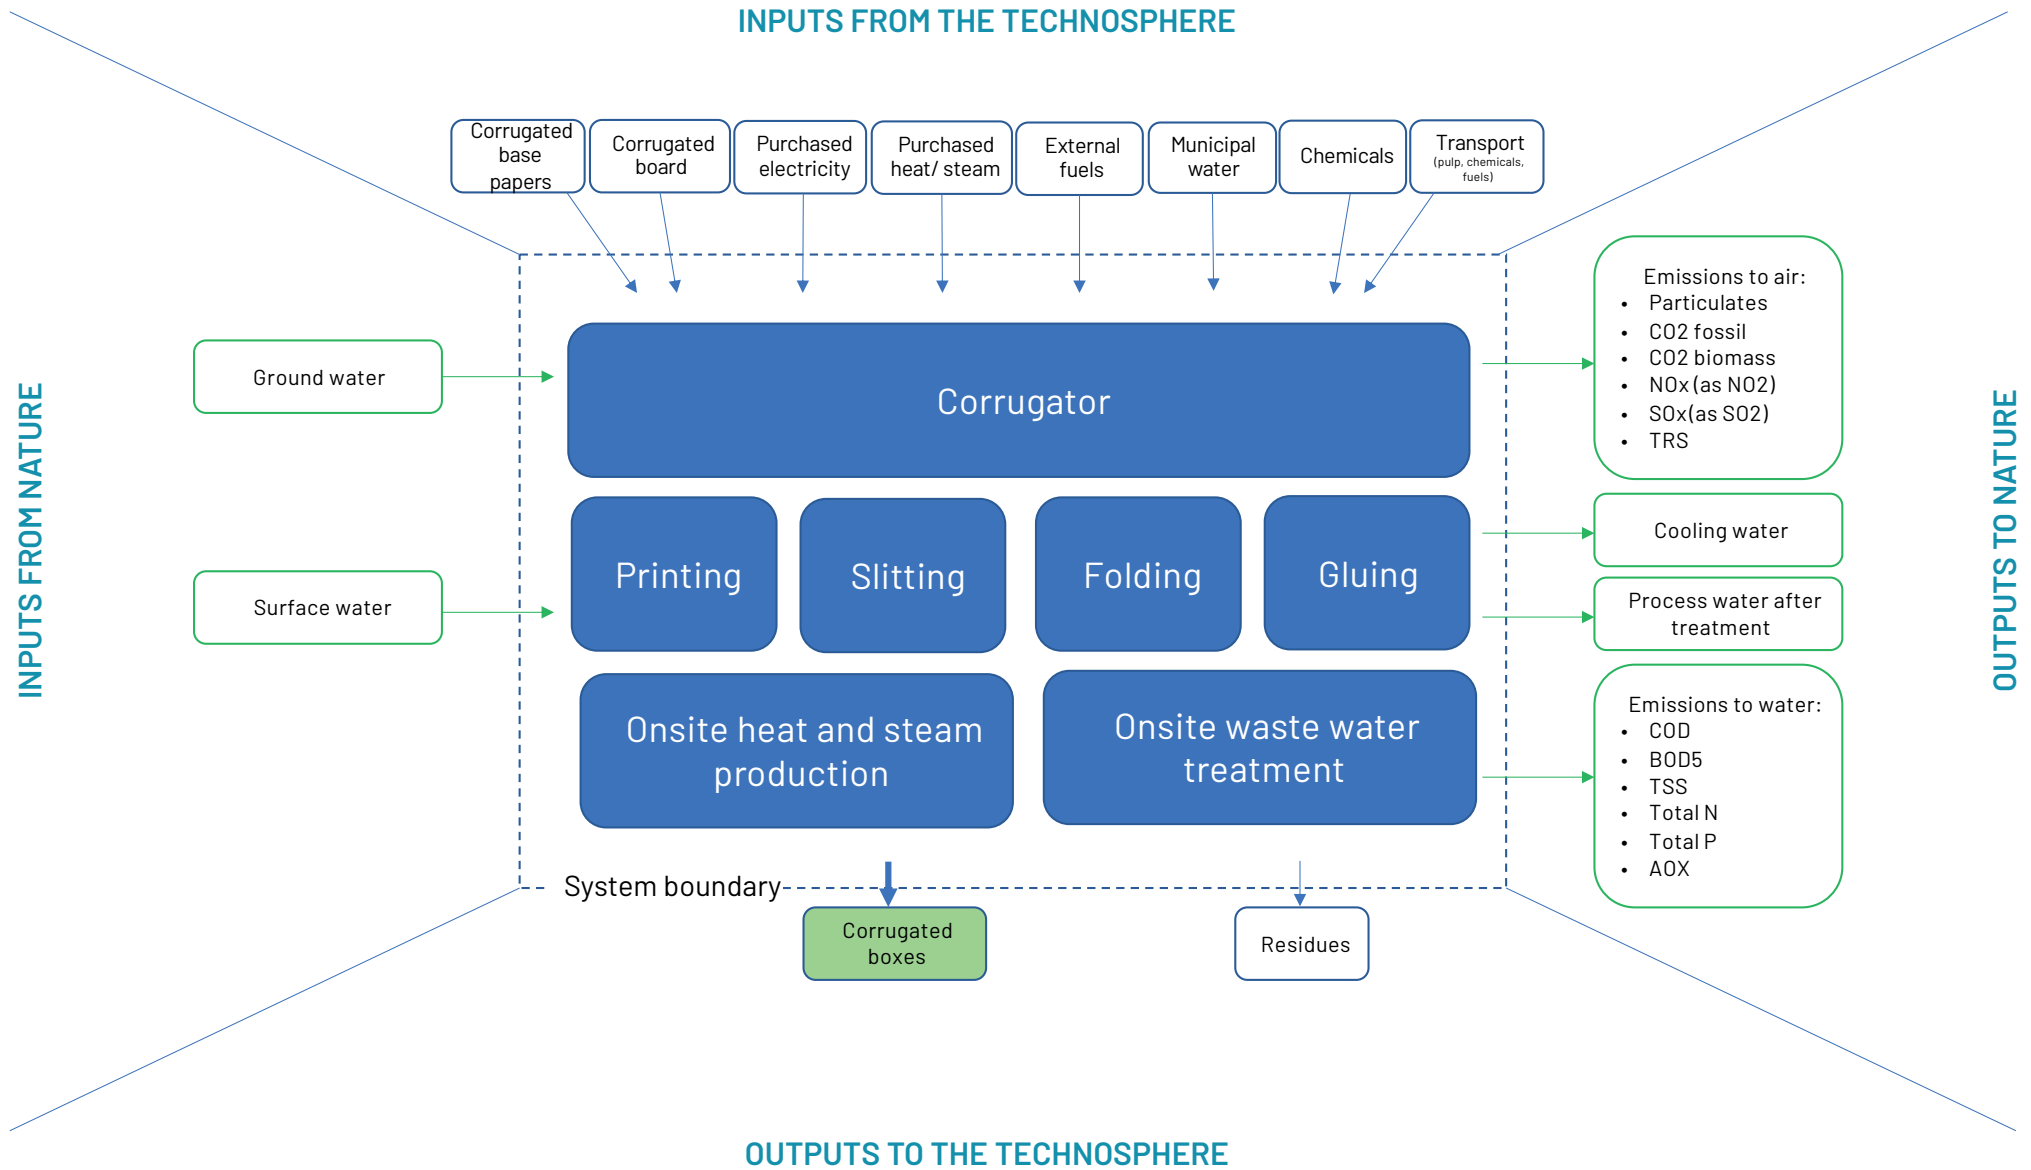 INPUTS FROM THE TECHNOSPHERE
Corrugated
base
papers
Corrugated
board
Purchased
electricity
Purchased
heat/ steam
External
fuels
Municipal
water
Chemicals
Transport
(pulp, chemicals,
fuels)
INPUTS FROM NATURE
Ground water
Surface water
Corrugator
Printing
Slitting
Folding
Gluing
Onsite heat and steam
production
Onsite waste water
treatment
System boundary
Corrugated
boxes
Residues
Emissions to air:
• Particulates
• CO2 fossil
• CO2 biomass
• NOx (as NO2)
• SOx(as SO2)
• TRS
Cooling water
Process water after
treatment
Emissions to water:
• COD
• BOD5
• TSS
• Total N
• Total P
• AOX
OUTPUTS TO NATURE
OUTPUTS TO THE TECHNOSPHERE